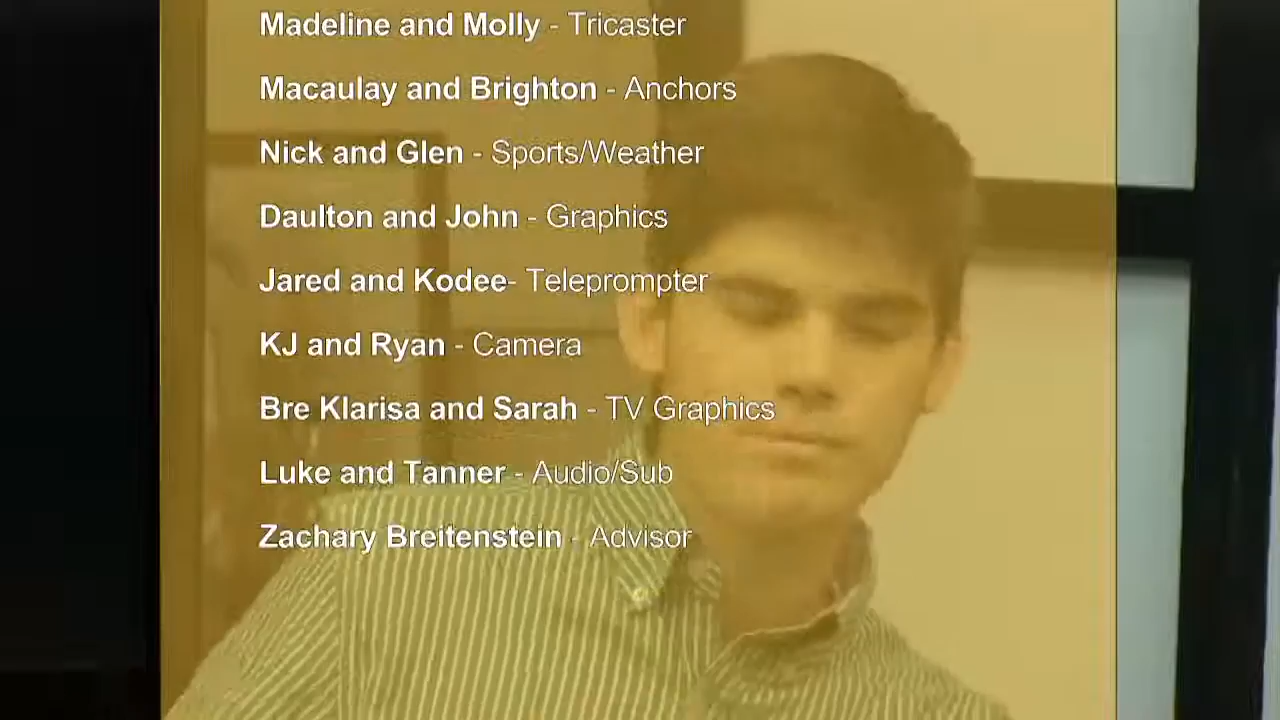 Madeline and Molly - Tricaster
Macaulay and Brighton - Anchors
Nick and Glen - Sports/Weather
Daulton and John - Graphics
Jared and Kodee- Teleprompter
KJ and Ryan - Camera
Bre Klarisa and Sarah - TV Graphics
Luke and Tanner - Audio/Sub
Zachary Breitenstein - Advisor